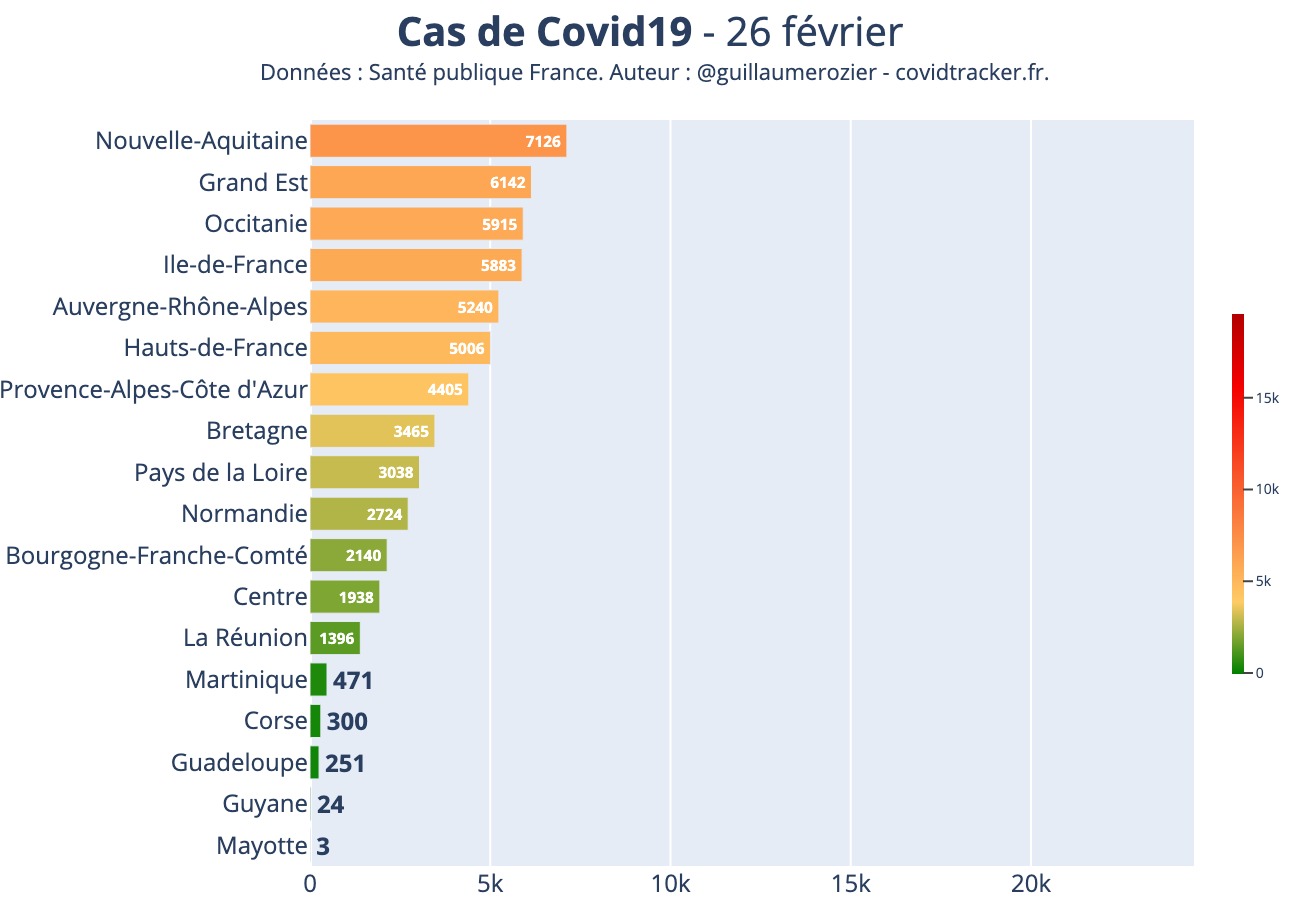 Cas de Covid19 - 26 février
Données : Santé publique France. Auteur : @guillaumerozier - covidtracker.fr.
Nouvelle-Aquitaine 7126
Grand Est 6142
Occitanie 5915
Ile-de-France 5883
Auvergne-Rhône-Alpes 5240
Hauts-de-France 5006
Provence-Alpes-Côte d'Azur 4405
Bretagne 3465
Pays de la Loire 3038
Normandie 2724
Bourgogne-Franche-Comté 2140
Centre 1938
La Réunion 1396
Martinique 471
Corse 300
Guadeloupe 251
Guyane 24
Mayotte 3
0 5k 10k 15k 20k
15k
10k
5k
0